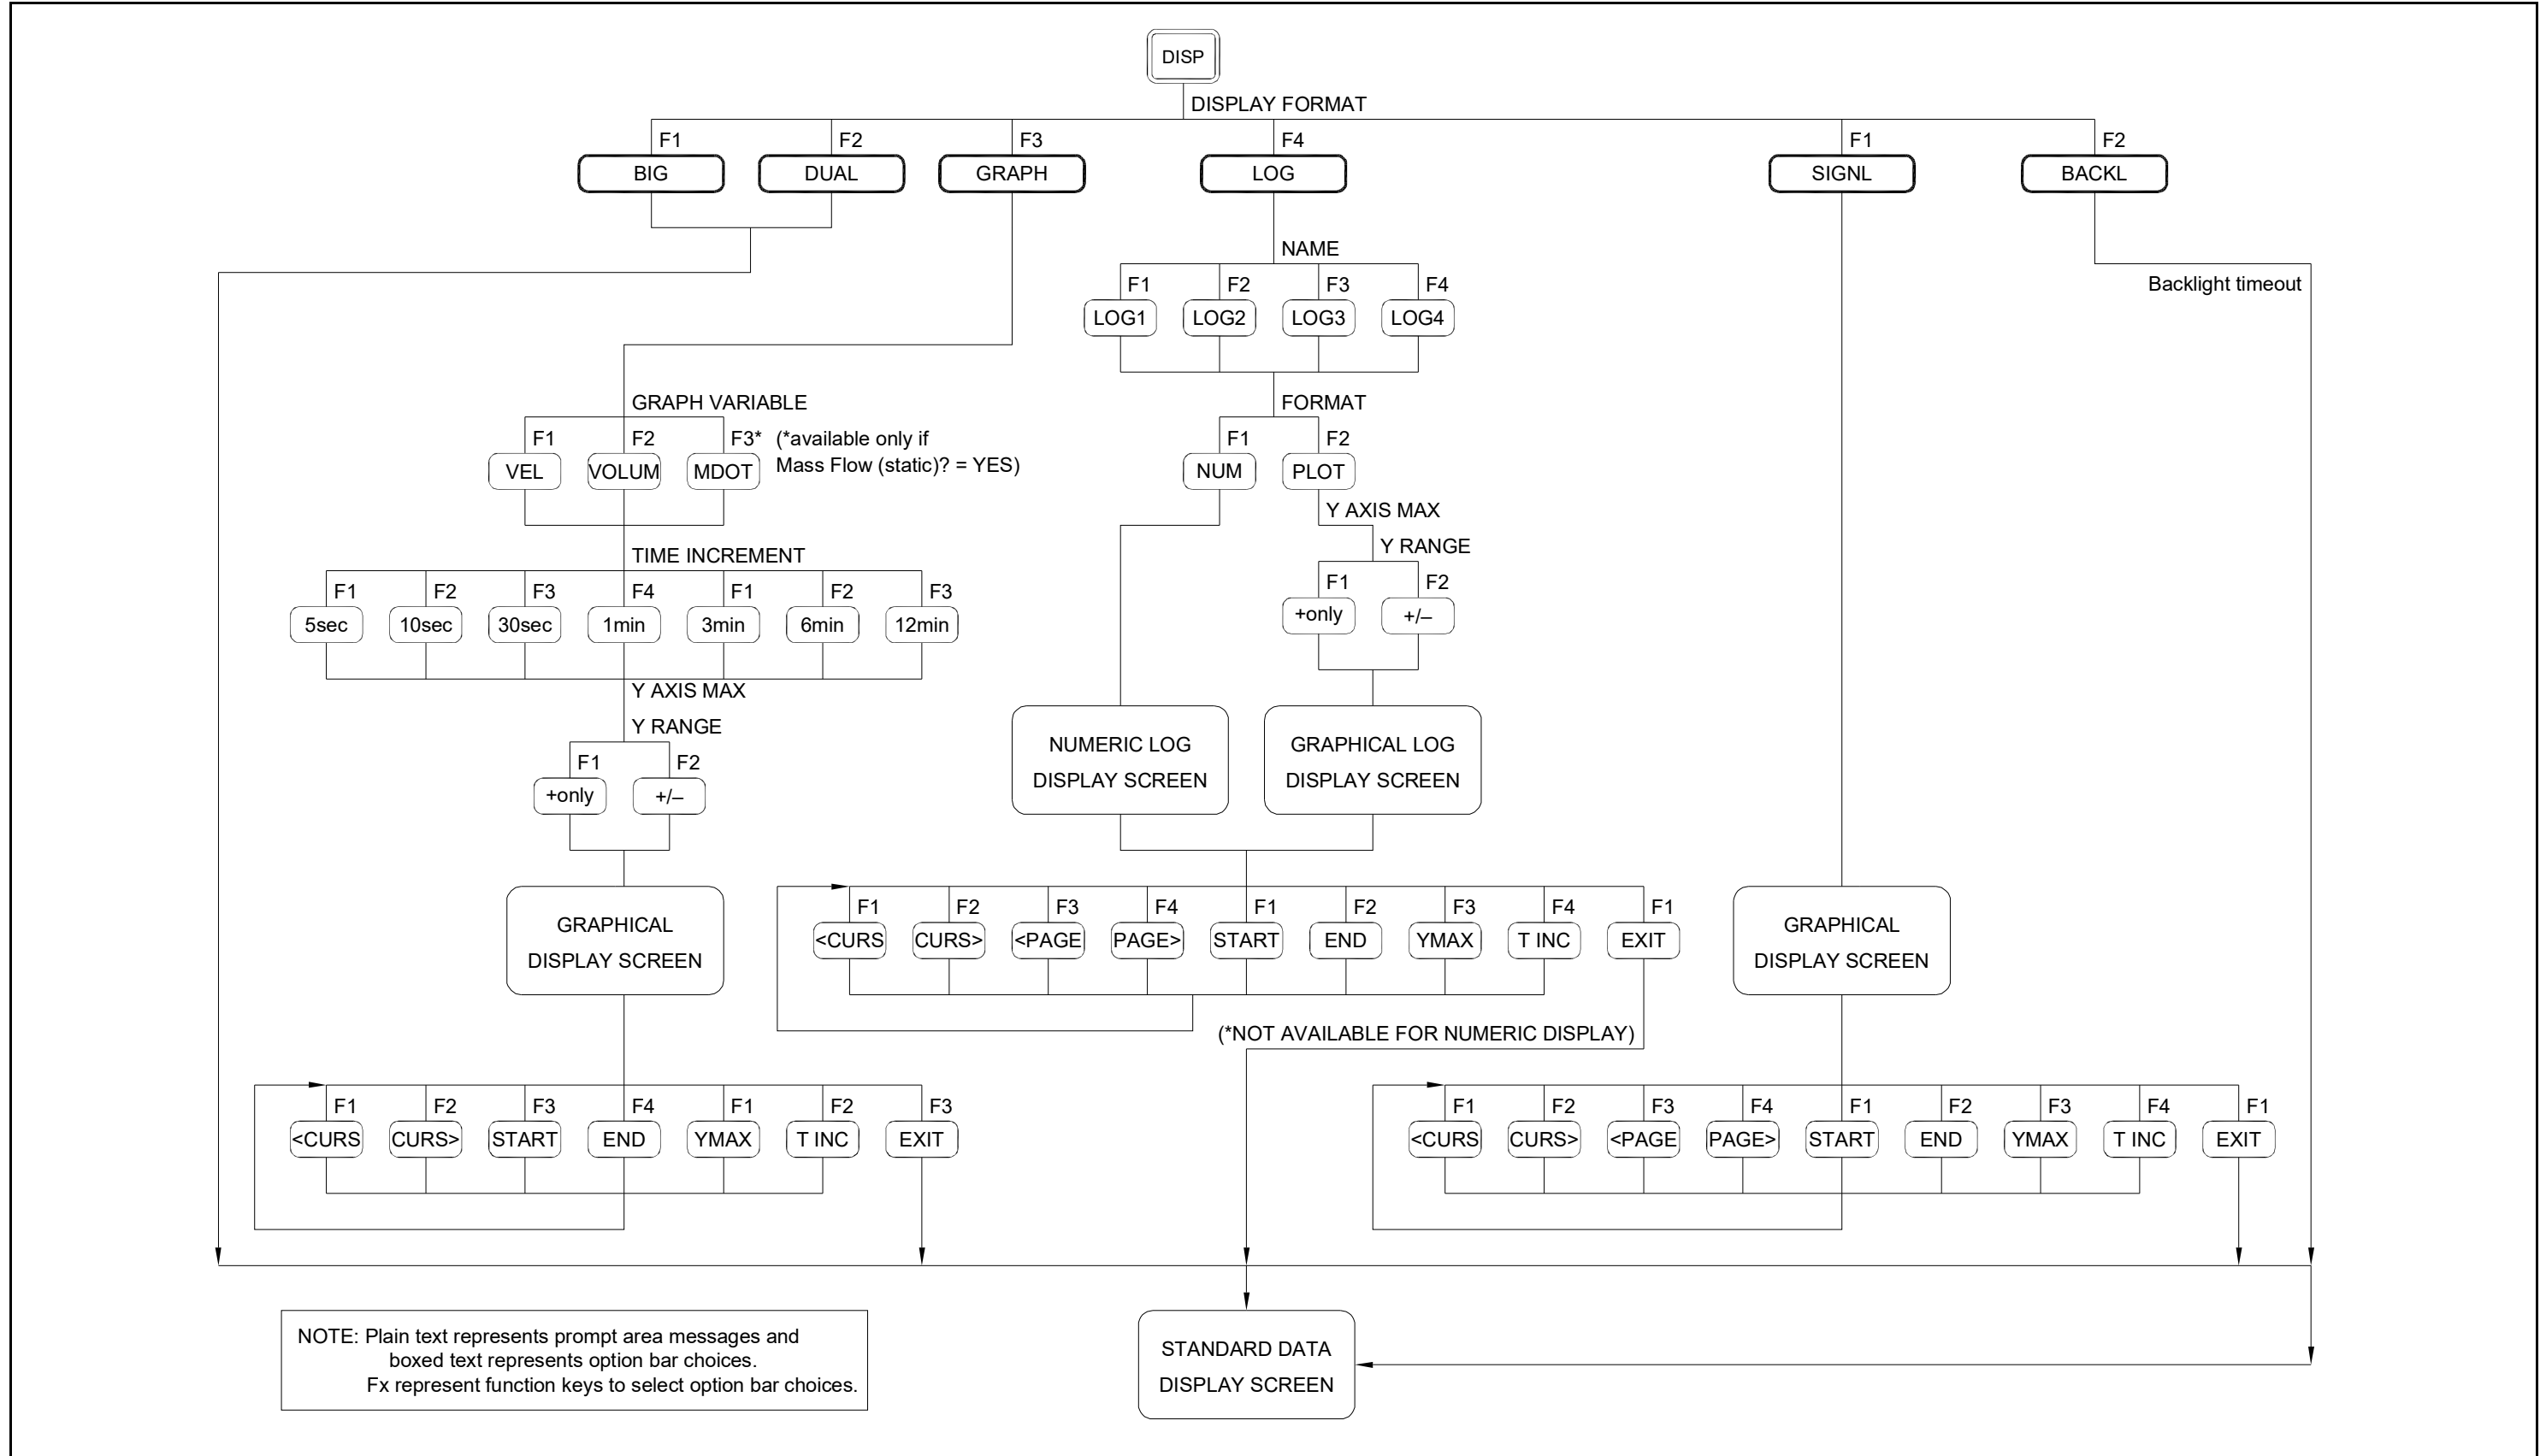 DISP
DISPLAY FORMAT
F1 F2 F3 F4 F1 F2
BIG DUAL GRAPH LOG SIGNL BACKL
NAME
Backlight timeout
F1 F2 F3 F4
LOG1 LOG2 LOG3 LOG4
GRAPH VARIABLE
F1 F2 F3* (*available only if
VEL VOLUM MDOT Mass Flow (static)? = YES)
FORMAT
F1 F2
NUM PLOT
Y AXIS MAX
Y RANGE
F1 F2
+only +/–
TIME INCREMENT
F1 F2 F3 F4 F1 F2 F3
5sec 10sec 30sec 1min 3min 6min 12min
Y AXIS MAX
Y RANGE
F1 F2
+only +/–
NUMERIC LOG
DISPLAY SCREEN
GRAPHICAL LOG
DISPLAY SCREEN
GRAPHICAL
DISPLAY SCREEN
F1 F2 F3 F4 F1 F2 F3 F4 F1
<CURS CURS> <PAGE PAGE> START END YMAX T INC EXIT
(*NOT AVAILABLE FOR NUMERIC DISPLAY)
GRAPHICAL
DISPLAY SCREEN
F1 F2 F3 F4 F1 F2 F3
<CURS CURS> START END YMAX T INC EXIT
F1 F2 F3 F4 F1 F2 F3 F4 F1
<CURS CURS> <PAGE PAGE> START END YMAX T INC EXIT
NOTE: Plain text represents prompt area messages and
boxed text represents option bar choices.
Fx represent function keys to select option bar choices.
STANDARD DATA
DISPLAY SCREEN